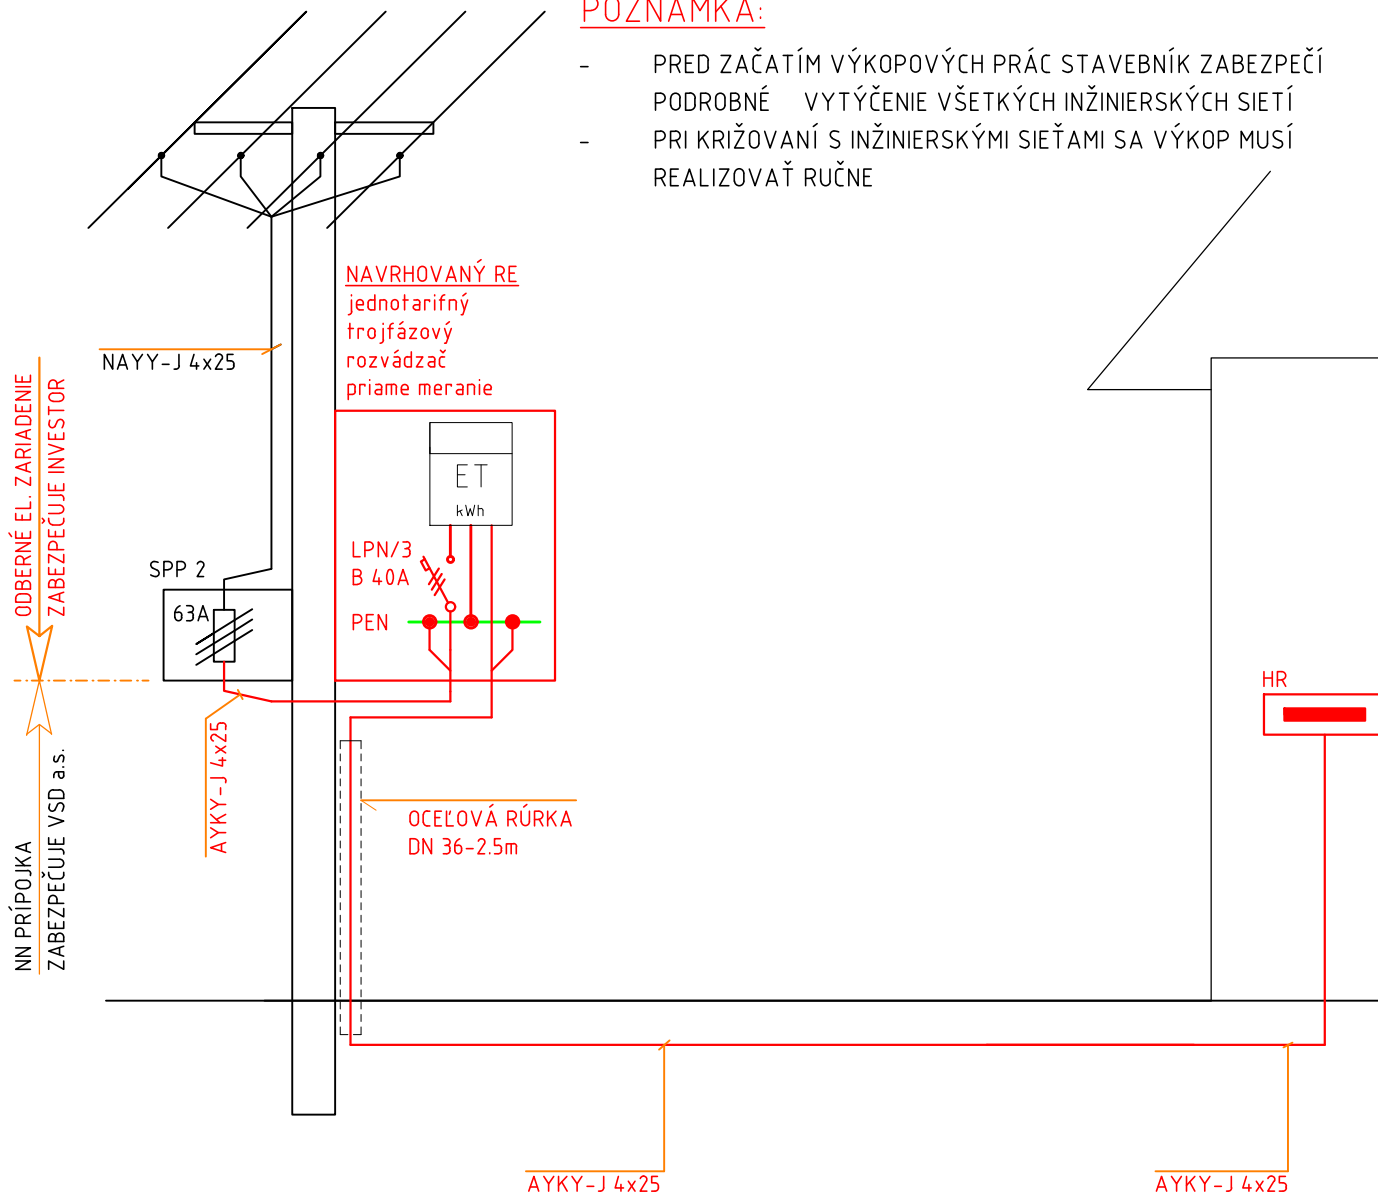 POZNÁMKA:
- PRED ZAČATÍM VÝKOPOVÝCH PRÁC STAVEBNÍK ZABEZPEČÍ
PODROBNÉ VYTÝČENIE VŠETKÝCH INŽINIERSKÝCH SIETÍ
- PRI KRIŽOVANÍ S INŽINIERSKÝMI SIEŤAMI SA VÝKOP MUSÍ
REALIZOVAŤ RUČNE
NAVRHOVANÝ RE
jednotarifný
trojfázový
rozvádzač
priame meranie
NAYY-J 4x25
ODBERNÉ EL. ZARIADENIE
ZABEZPEČUJE INVESTOR
ET
kWh
LPN/3
B 40A
PEN
SPP 2
63A
HR
AYKY-J 4x25
NN PRÍPOJKA
ZABEZPEČUJE VSD a.s.
OCEĽOVÁ RÚRKA
DN 36-2.5m
AYKY-J 4x25
AYKY-J 4x25